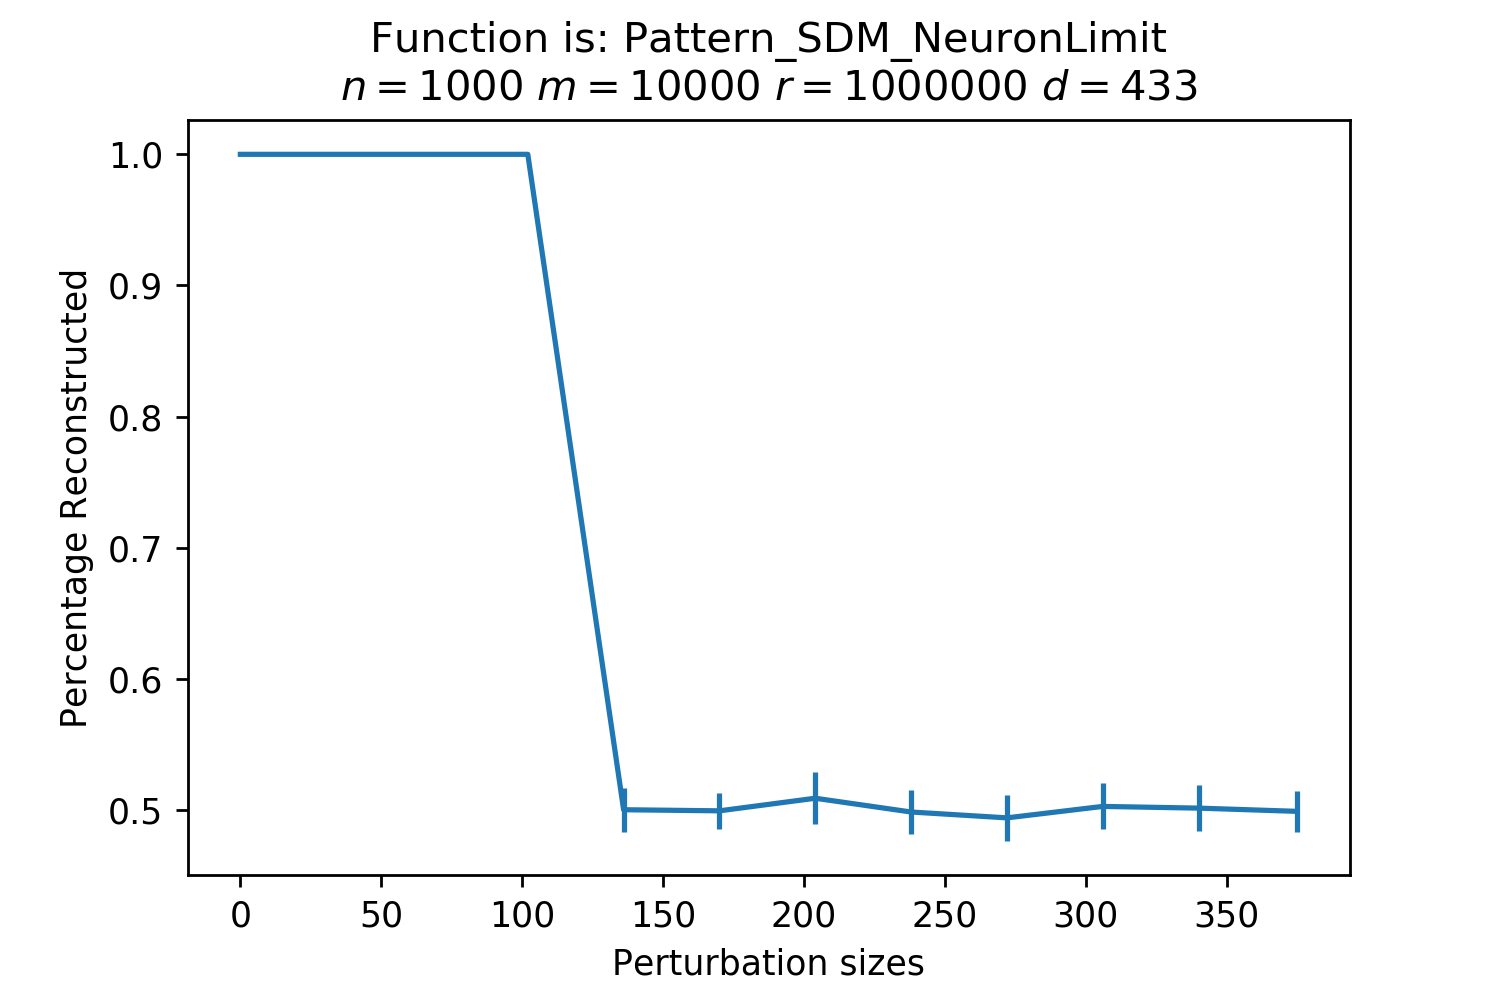 Function is: Pattern_SDM_NeuronLimit
n = 1000 m = 10000 r = 1000000 d = 433
Percentage Reconstructed
1.0
0.9
0.8
0.7
0.6
0.5
0 50 100 150 200 250 300 350
Perturbation sizes